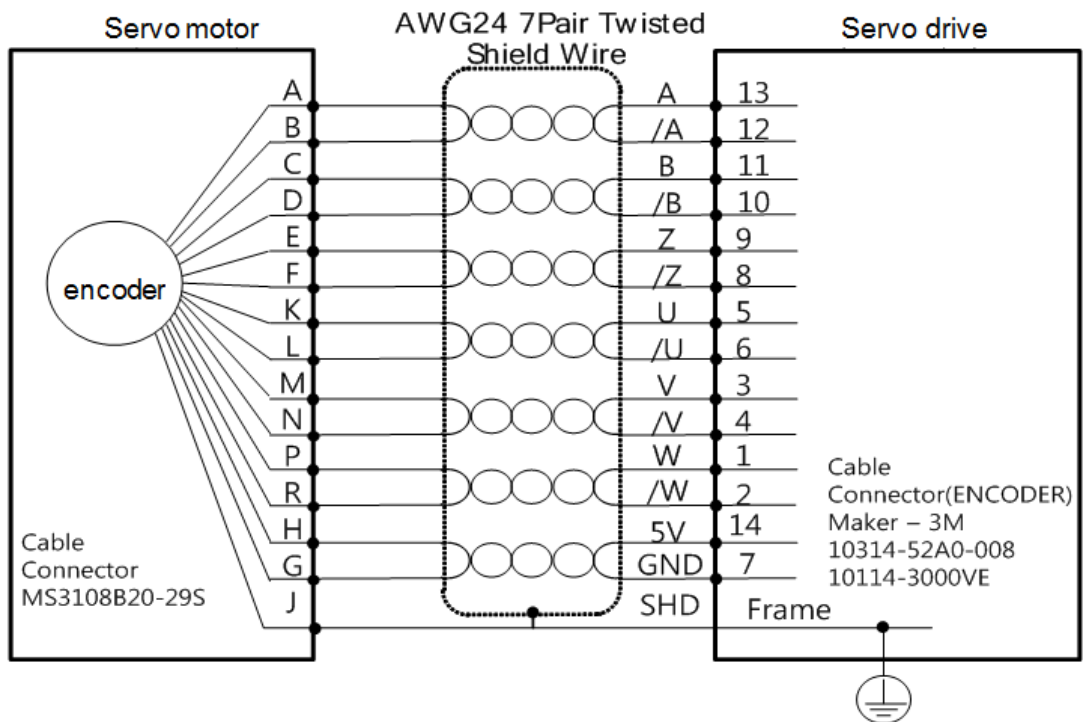 Servo motor
AWG24 7Pair Twisted
Shield Wire
Servo drive
A A 13
B /A 12
C B 11
D /B 10
E Z 9
F /Z 8
encoder
K U 5
L /U 6
M V 3
N /V 4
P W 1
R /W 2
H 5V 14
G GND 7
J SHD Frame
Cable
Connector
MS3108B20-29S
Cable
Connector(ENCODER)
Maker – 3M
10314-52A0-008
10114-3000VE